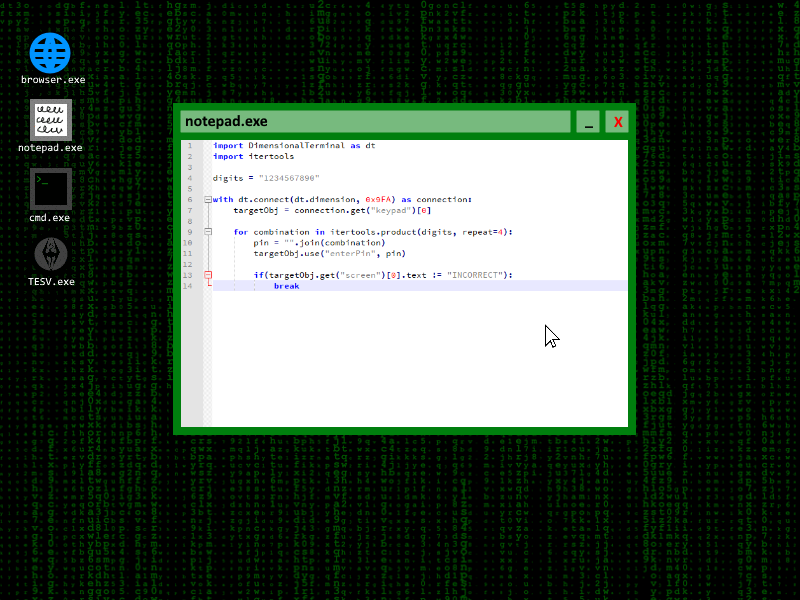 browser.exe
notepad.exe
cmd.exe
TESV.exe
notepad.exe
_
X
1 import DimensionalTerminal as dt
2 import itertools
3
4 digits = "1234567890"
5
6 with dt.connect(dt.dimension, 0x9FA) as connection:
7 targetObj = connection.get("keypad")[0]
8
9 for combination in itertools.product(digits, repeat=4):
10 pin = "".join(combination)
11 targetObj.use("enterPin", pin)
12
13 if(targetObj.get("screen")[0].text != "INCORRECT"):
14 break